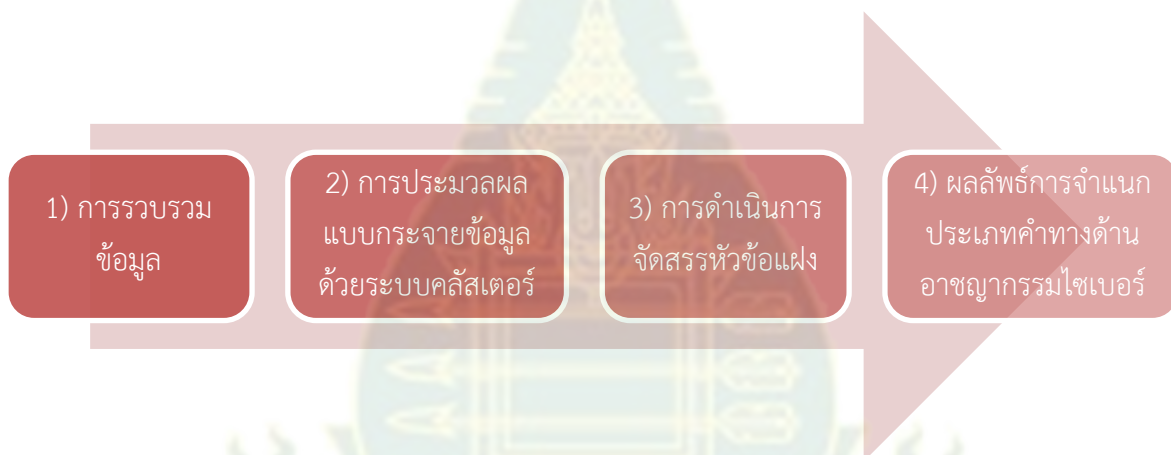 1) การรวบรวม
ข้อมูล
2) การประมวลผล
แบบกระจายข้อมูล
ด้วยระบบคลัสเตอร์
3) การดำเนินการ
จัดสรรหัวข้อแฝง
4) ผลลัพธ์การจำแนก
ประเภทคำทางด้าน
อาชญากรรมไซเบอร์